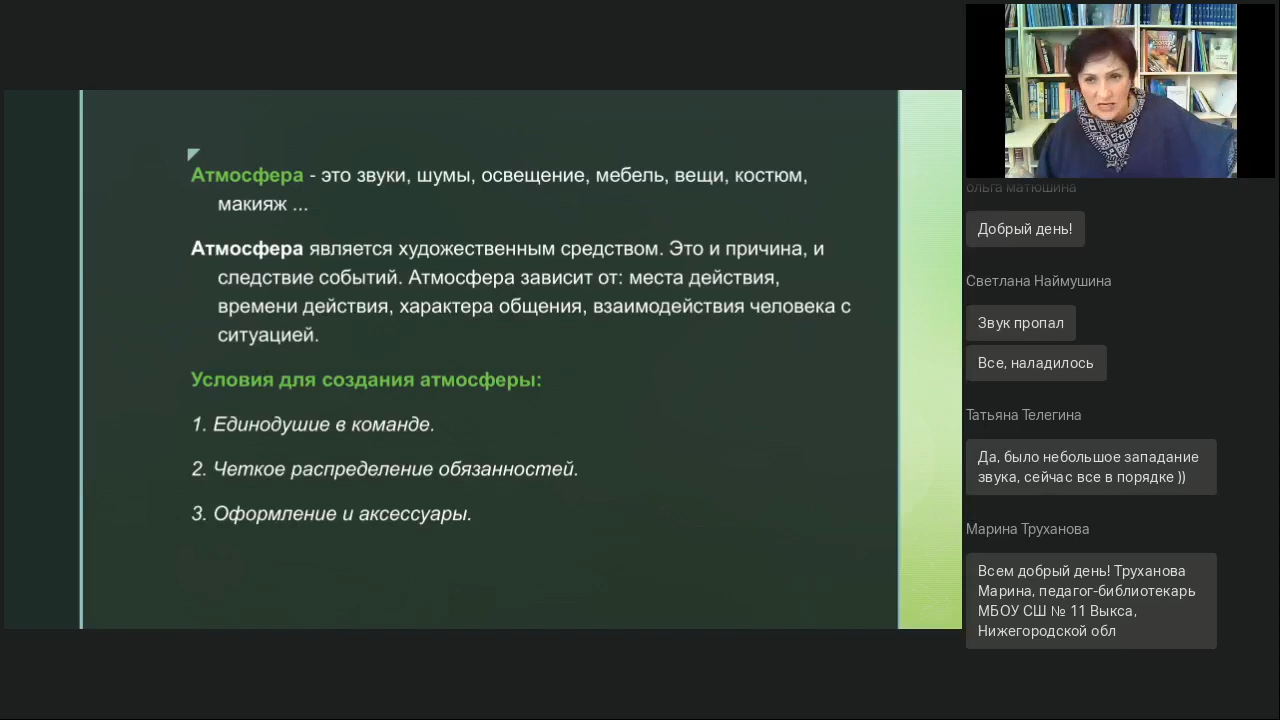 Атмосфера - это звуки, шумы, освещение, мебель, вещи, костюм,
макияж ...
Атмосфера является художественным средством. Это и причина, и
следствие событий. Атмосфера зависит от: места действия,
времени действия, характера общения, взаимодействия человека с
ситуацией.
Условия для создания атмосферы:
1. Единодушие в команде.
2. Четкое распределение обязанностей.
3. Оформление и аксессуары.
ольга матюшина
Добрый день!
Светлана Наймушина
Звук пропал
Все, наладилось
Татьяна Телегина
Да, было небольшое западание
звука, сейчас все в порядке ))
Марина Труханова
Всем добрый день! Труханова
Марина, педагог-библиотекарь
МБОУ СШ № 11 Выкса,
Нижегородской обл